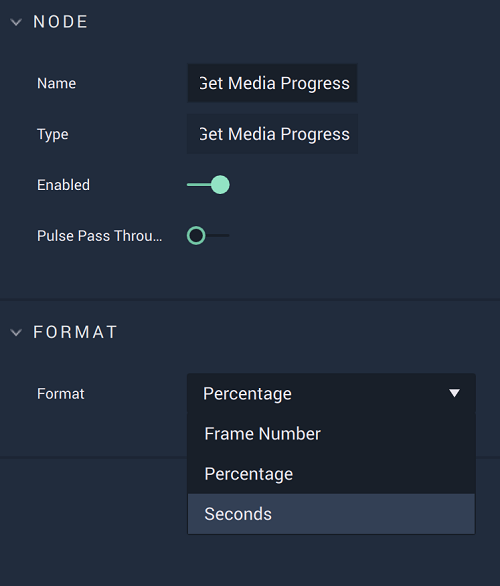 NODE
Name
Get Media Progress
Type
Get Media Progress
Enabled
Pulse Pass Throu...
FORMAT
Format
Percentage
Frame Number
Percentage
Seconds